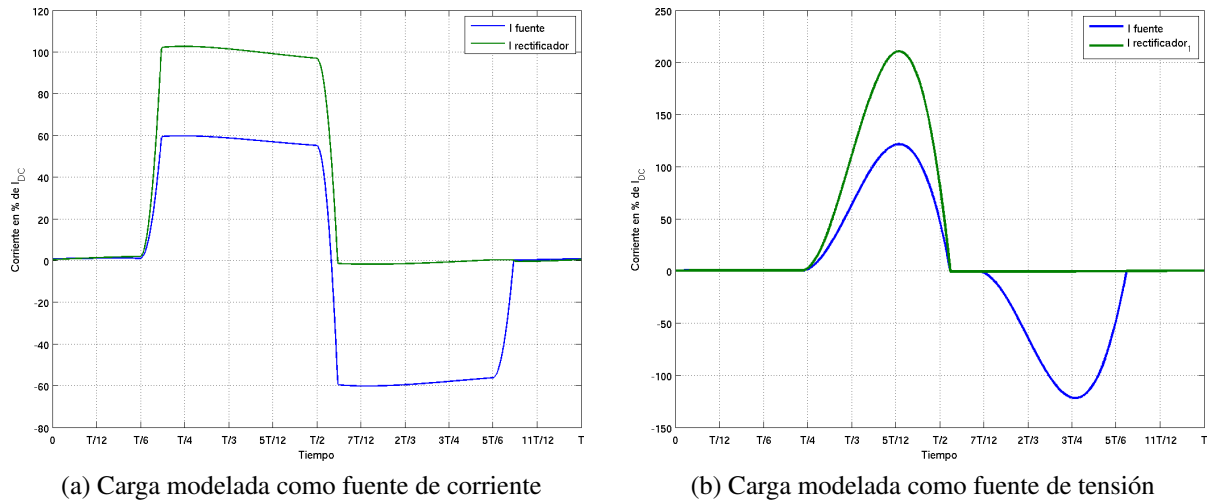 I fuente
I rectificador
120
100
80
60
40
20
0
-20
-40
-60
-80
Corriente en % de I_DC
0 T/12 T/6 T/4 T/3 5T/12 T/2 7T/12 2T/3 3T/4 5T/6 11T/12 T
Tiempo
(a) Carga modelada como fuente de corriente
I fuente
I rectificador₁
250
200
150
100
50
0
-50
-100
-150
Corriente en % de I_DC
0 T/12 T/6 T/4 T/3 5T/12 T/2 7T/12 2T/3 3T/4 5T/6 11T/12 T
Tiempo
(b) Carga modelada como fuente de tensión